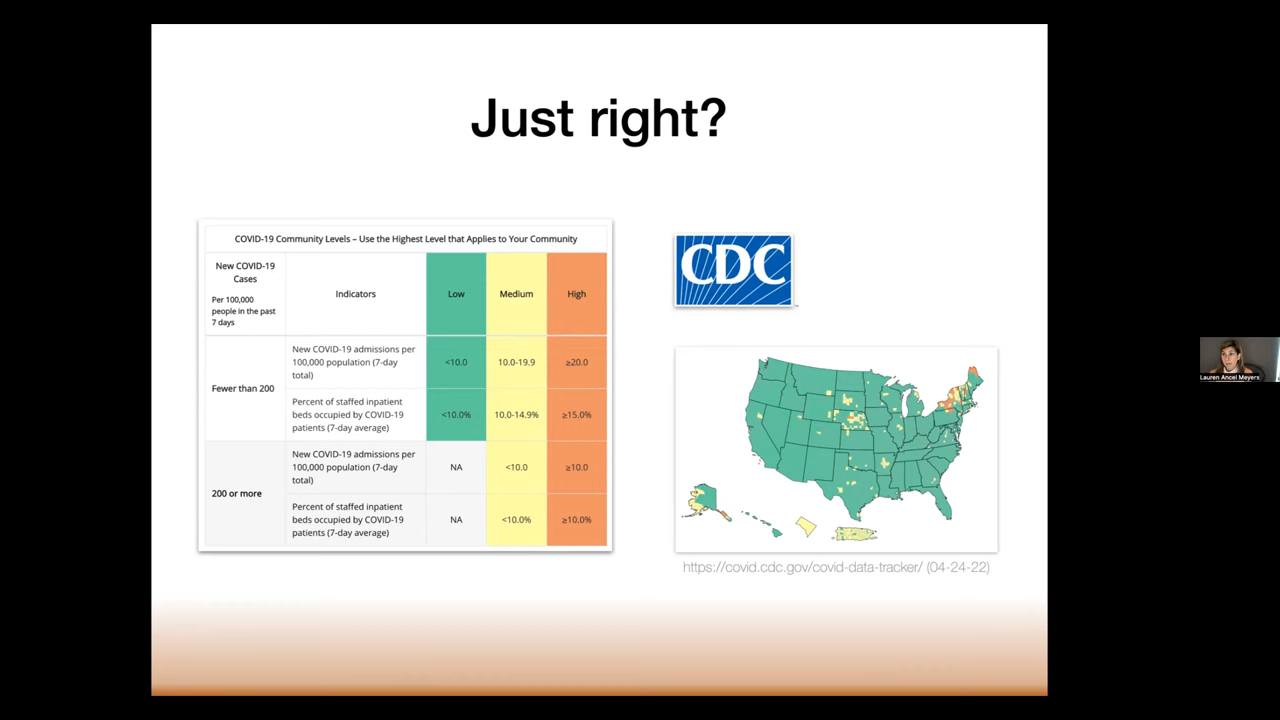 Just right?
COVID-19 Community Levels – Use the Highest Level that Applies to Your Community
New COVID-19
Cases
Per 100,000
people in the past
7 days
Indicators
Low
Medium
High
Fewer than 200
New COVID-19 admissions per
100,000 population (7-day
total)
<10.0
10.0-19.9
≥20.0
Percent of staffed inpatient
beds occupied by COVID-19
patients (7-day average)
<10.0%
10.0-14.9%
≥15.0%
200 or more
New COVID-19 admissions per
100,000 population (7-day
total)
NA
<10.0
≥10.0
Percent of staffed inpatient
beds occupied by COVID-19
patients (7-day average)
NA
<10.0%
≥10.0%
CDC
https://covid.cdc.gov/covid-data-tracker/ (04-24-22)
Lauren Ancel Meyers